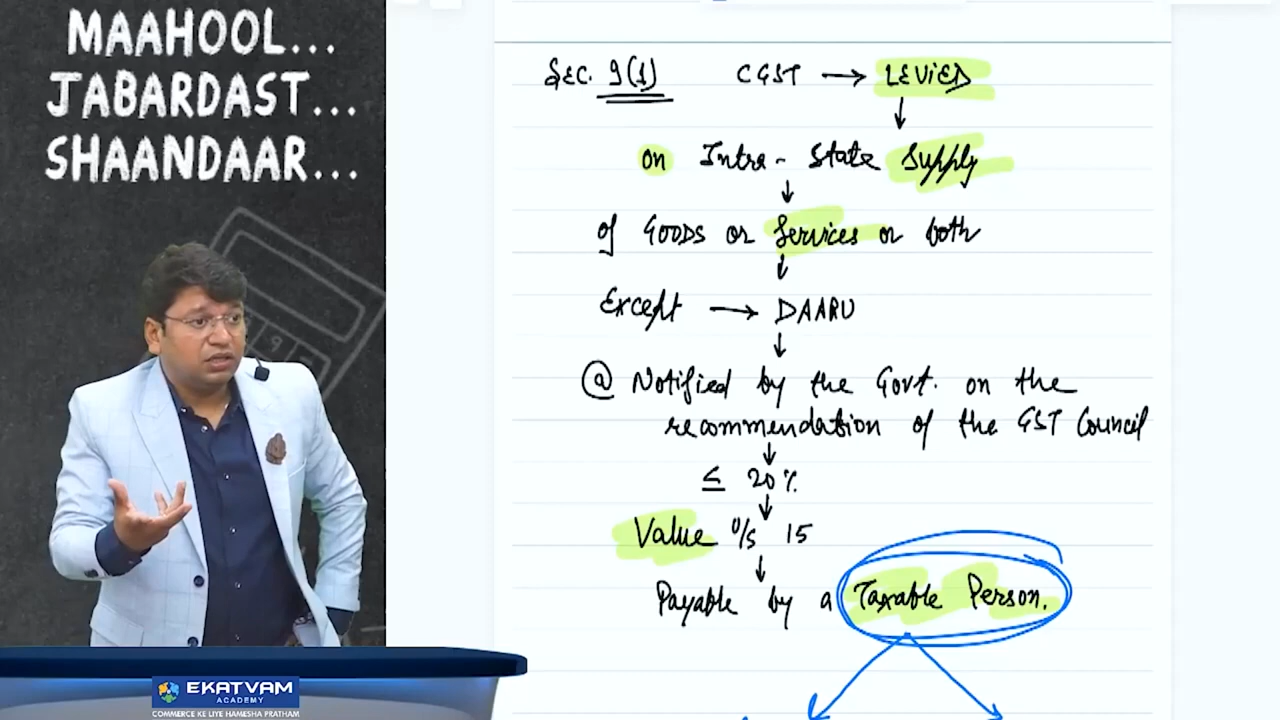 MAAHOOL...
JABARDAST...
SHAANDAAR...
SEC. 9(1) CGST → LEVIED
↓
on Intra-State Supply
↓
of GOODS or Services or both
↓
Except → DAARU
↓
@ Notified by the Govt. on the
recommendation of the GST Council
↓
≤ 20%
↓
Value u/s 15
↓
Payable by a Taxable Person.
EKATVAM
ACADEMY
COMMERCE KE LIYE HAMESHA PRATHAM